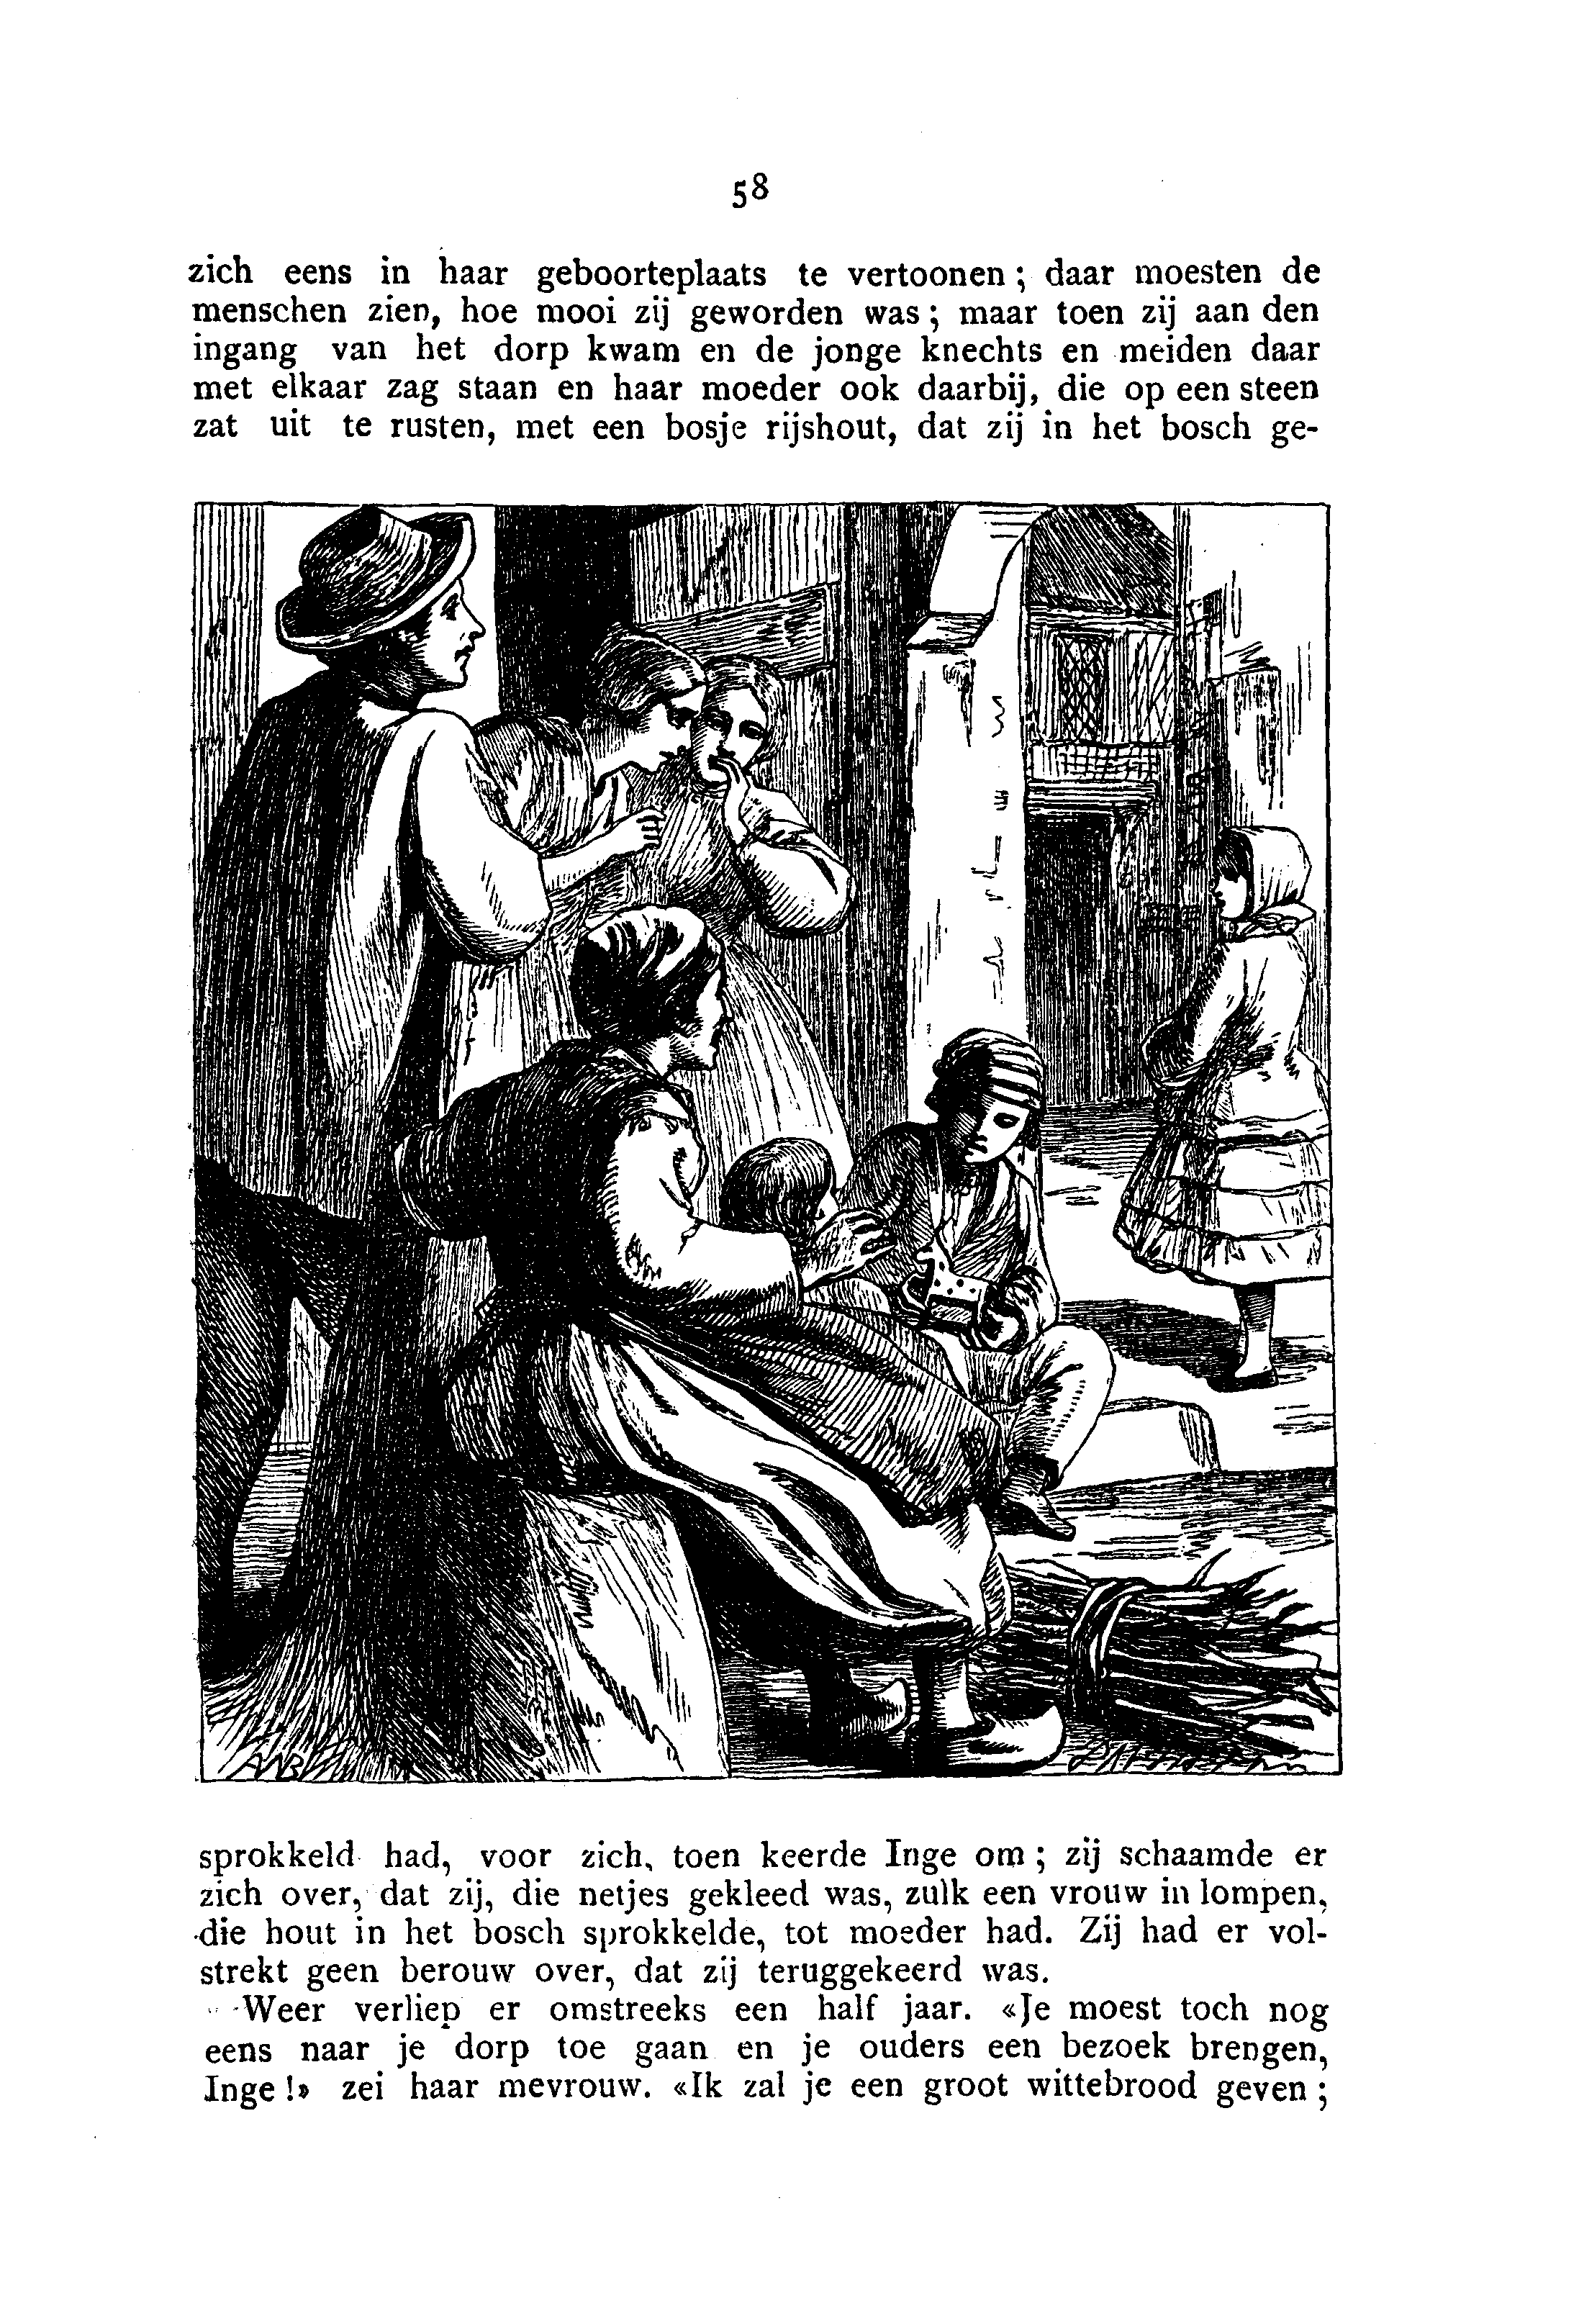 58
zich eens in haar geboorteplaats te vertoonen ; daar moesten de
menschen zien, hoe mooi zij geworden was ; maar toen zij aan den
ingang van het dorp kwam en de jonge knechts en meiden daar
met elkaar zag staan en haar moeder ook daarbij, die op een steen
zat uit te rusten, met een bosje rijshout, dat zij in het bosch ge-
sprokkeld had, voor zich, toen keerde Inge om ; zij schaamde er
zich over, dat zij, die netjes gekleed was, zulk een vrouw in lompen,
die hout in het bosch sprokkelde, tot moeder had. Zij had er vol-
strekt geen berouw over, dat zij teruggekeerd was.
Weer verliep er omstreeks een half jaar. «Je moest toch nog
eens naar je dorp toe gaan en je ouders een bezoek brengen,
Inge !» zei haar mevrouw. «Ik zal je een groot wittebrood geven ;